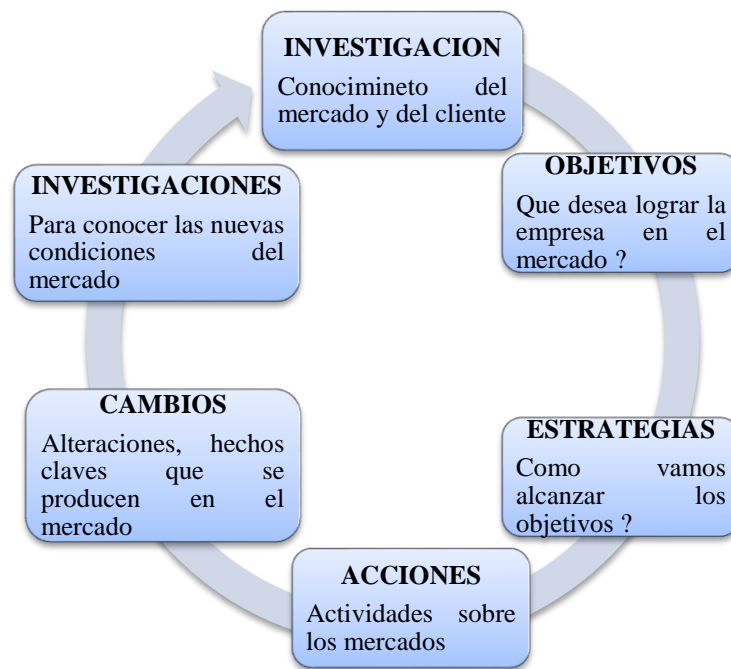 INVESTIGACION
Conocimineto del
mercado y del cliente
OBJETIVOS
Que desea lograr la
empresa en el
mercado ?
ESTRATEGIAS
Como vamos
alcanzar los
objetivos ?
ACCIONES
Actividades sobre
los mercados
CAMBIOS
Alteraciones, hechos
claves que se
producen en el
mercado
INVESTIGACIONES
Para conocer las nuevas
condiciones del
mercado